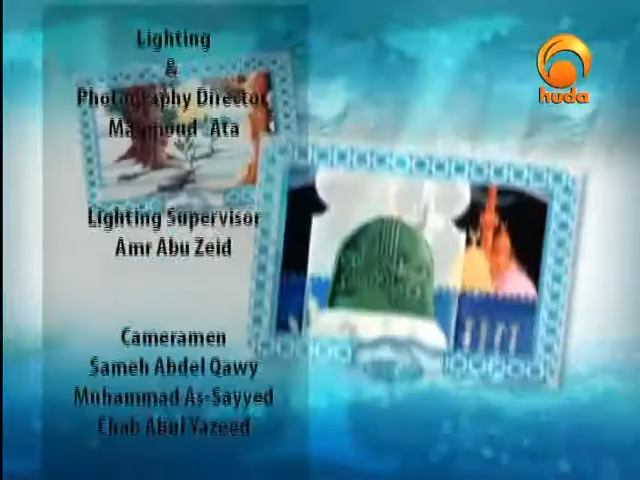 Lighting
&
Photography Director
Mahmoud Ata
Lighting Supervisor
Amr Abu Zeid
Cameramen
Sameh Abdel Qawy
Muhammad As-Sayyed
Ehab Abul Yazeed
huda